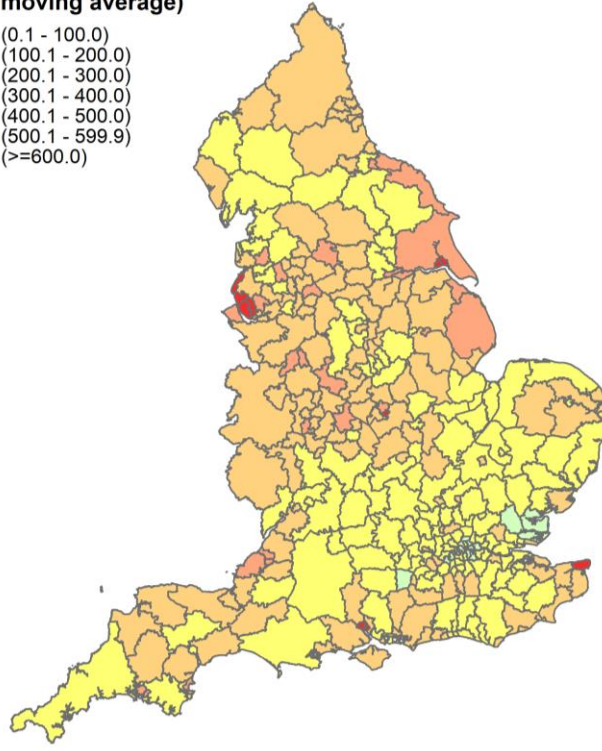 moving average)
(0.1 - 100.0)
(100.1 - 200.0)
(200.1 - 300.0)
(300.1 - 400.0)
(400.1 - 500.0)
(500.1 - 599.9)
(>=600.0)